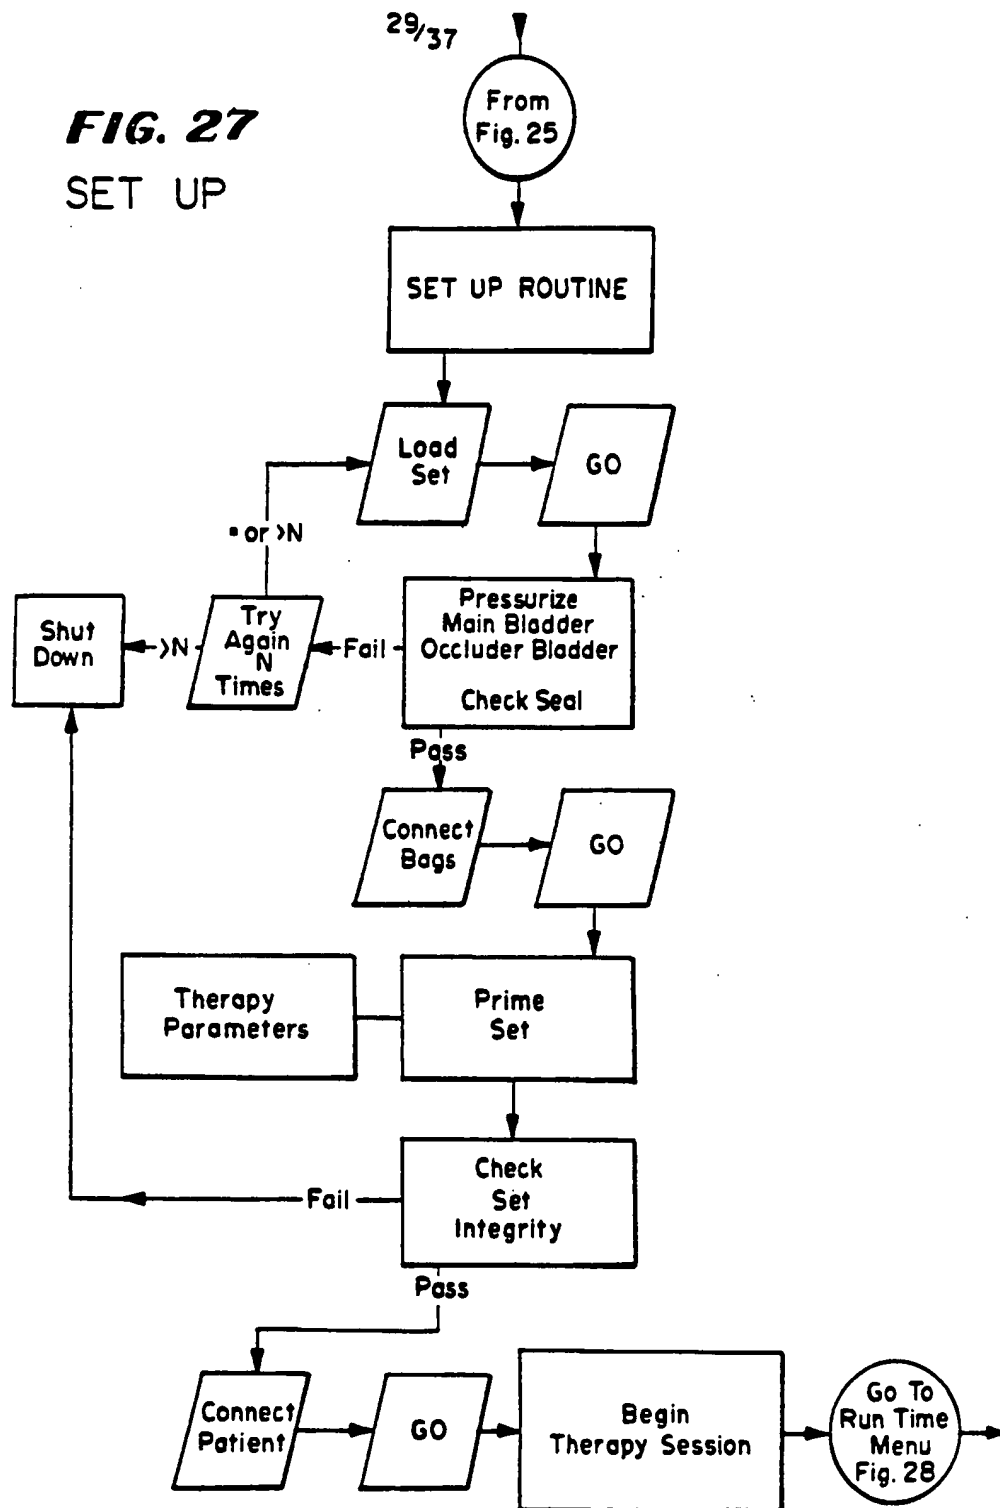 29/37
FIG. 27
SET UP
From
Fig. 25
SET UP ROUTINE
Load
Set
GO
= or >N
Shut
Down
>N
Try
Again
N
Times
Fail
Pressurize
Main Bladder
Occluder Bladder
Check Seal
Pass
Connect
Bags
GO
Therapy
Parameters
Prime
Set
Check
Set
Integrity
Fail
Pass
Connect
Patient
GO
Begin
Therapy Session
Go To
Run Time
Menu
Fig. 28